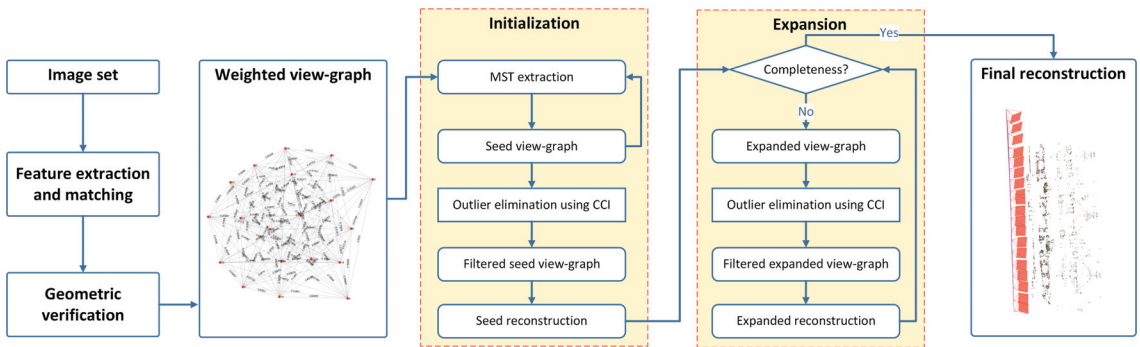 Image set
Feature extraction
and matching
Geometric
verification
Weighted view-graph
Initialization
MST extraction
Seed view-graph
Outlier elimination using CCI
Filtered seed view-graph
Seed reconstruction
Expansion
Yes
Completeness?
No
Expanded view-graph
Outlier elimination using CCI
Filtered expanded view-graph
Expanded reconstruction
Final reconstruction